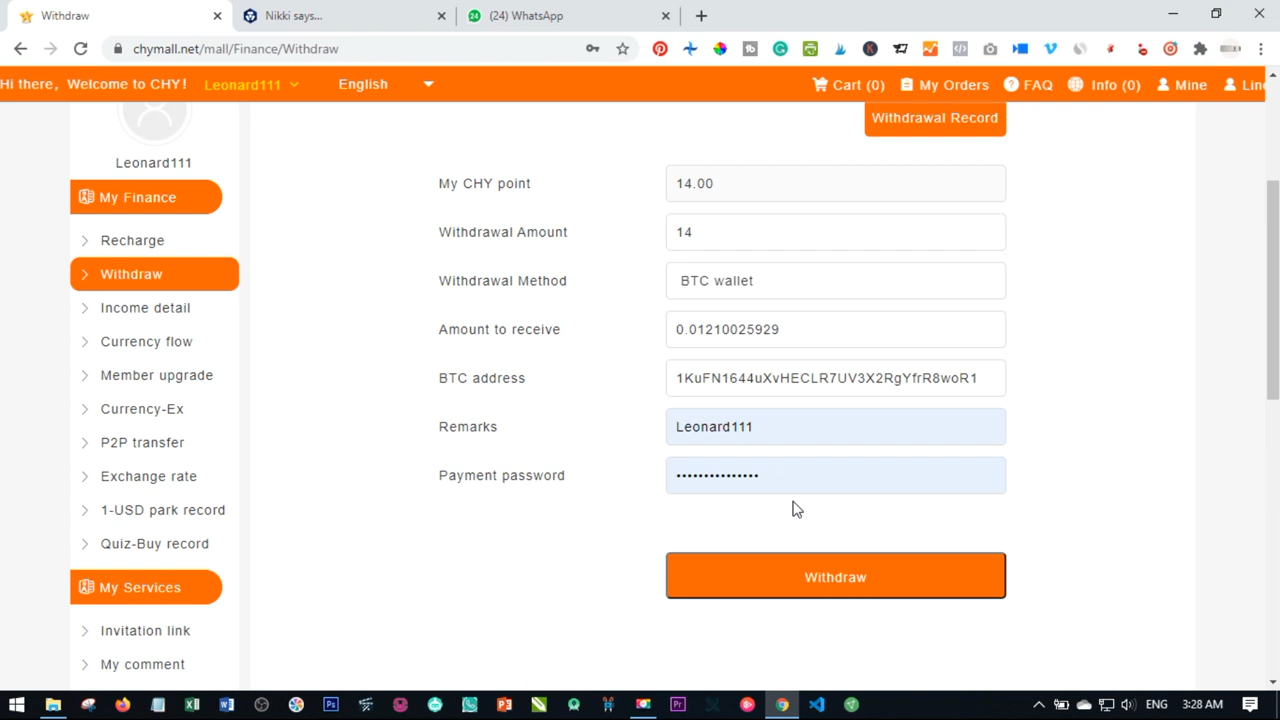 Withdraw
Nikki says...
(24) WhatsApp
chymall.net/mall/Finance/Withdraw
Hi there, Welcome to CHY!
Leonard111
English
Cart (0)
My Orders
FAQ
Info (0)
Mine
Line
Withdrawal Record
Leonard111
My Finance
Recharge
Withdraw
Income detail
Currency flow
Member upgrade
Currency-Ex
P2P transfer
Exchange rate
1-USD park record
Quiz-Buy record
My Services
Invitation link
My comment
My CHY point
14.00
Withdrawal Amount
14
Withdrawal Method
BTC wallet
Amount to receive
0.01210025929
BTC address
1KuFN1644uXvHECLR7UV3X2RgYfrR8woR1
Remarks
Leonard111
Payment password
•••••••••••••••
Withdraw
ENG
3:28 AM